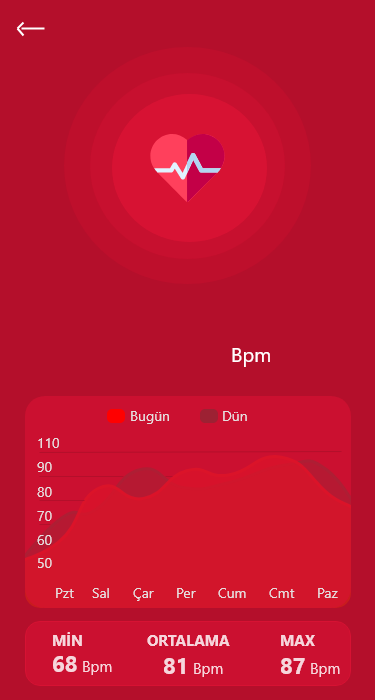 Bpm
Bugün Dün
110
90
80
70
60
50
Pzt Sal Çar Per Cum Cmt Paz
MİN ORTALAMA MAX
68 Bpm 81 Bpm 87 Bpm